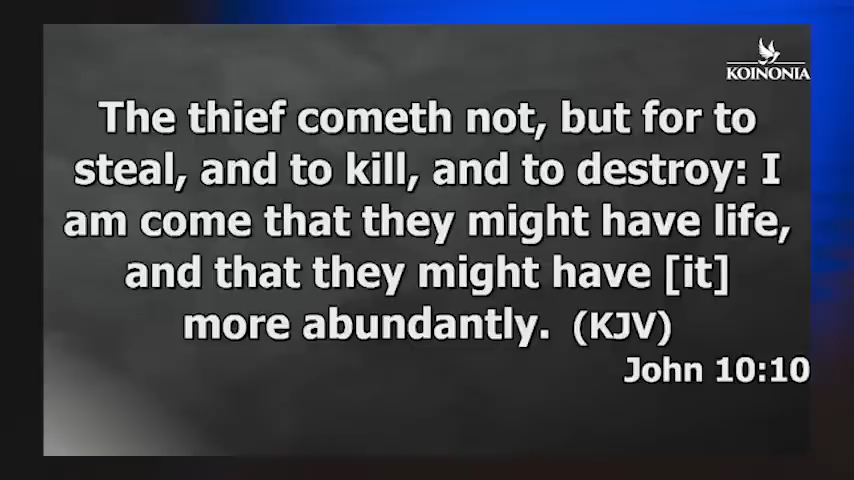 KOINONIA
The thief cometh not, but for to
steal, and to kill, and to destroy: I
am come that they might have life,
and that they might have [it]
more abundantly. (KJV)
John 10:10